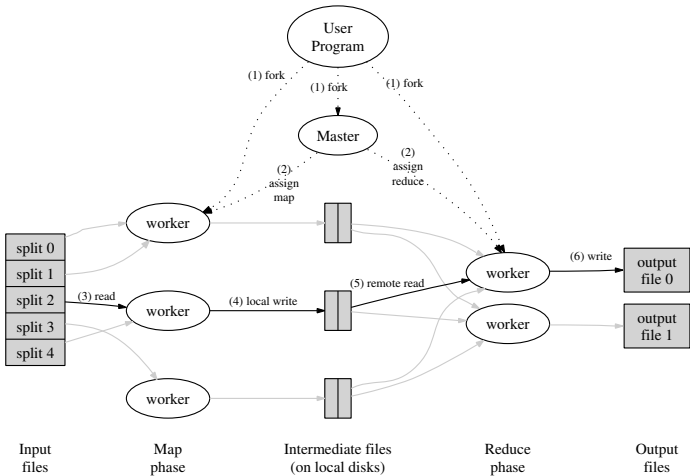 User
Program
(1) fork
(1) fork
(1) fork
Master
(2)
assign
map
(2)
assign
reduce
worker
split 0
split 1
split 2
split 3
split 4
(3) read
worker
(4) local write
(5) remote read
worker
(6) write
output
file 0
worker
output
file 1
worker
Input
files
Map
phase
Intermediate files
(on local disks)
Reduce
phase
Output
files